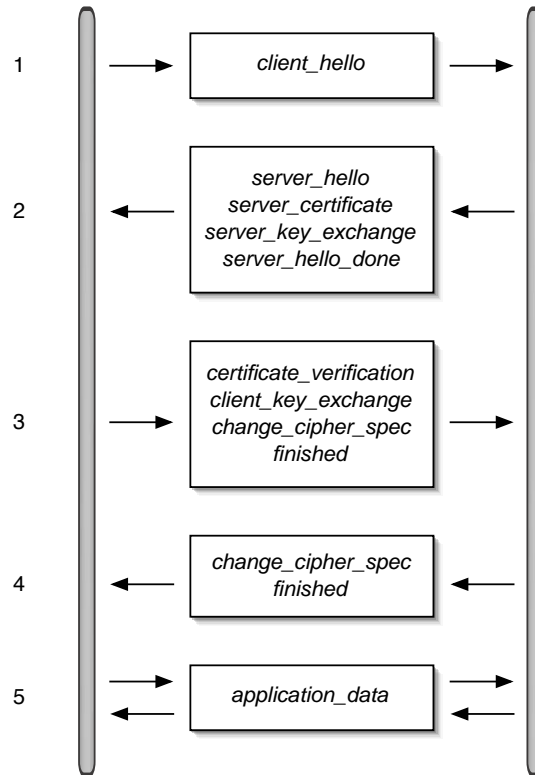 1
client_hello
2
server_hello
server_certificate
server_key_exchange
server_hello_done
3
certificate_verification
client_key_exchange
change_cipher_spec
finished
4
change_cipher_spec
finished
5
application_data